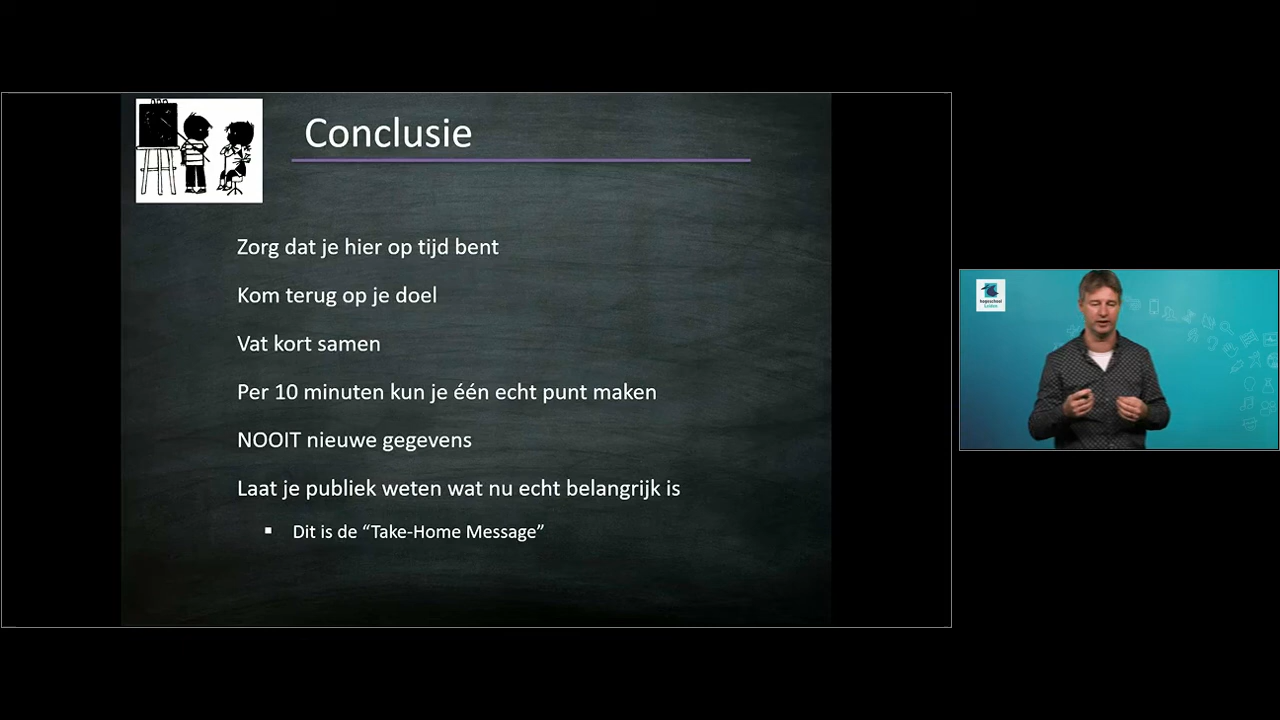 Conclusie
Zorg dat je hier op tijd bent
Kom terug op je doel
Vat kort samen
Per 10 minuten kun je één echt punt maken
NOOIT nieuwe gegevens
Laat je publiek weten wat nu echt belangrijk is
▪ Dit is de “Take-Home Message”
hogeschool
Leiden